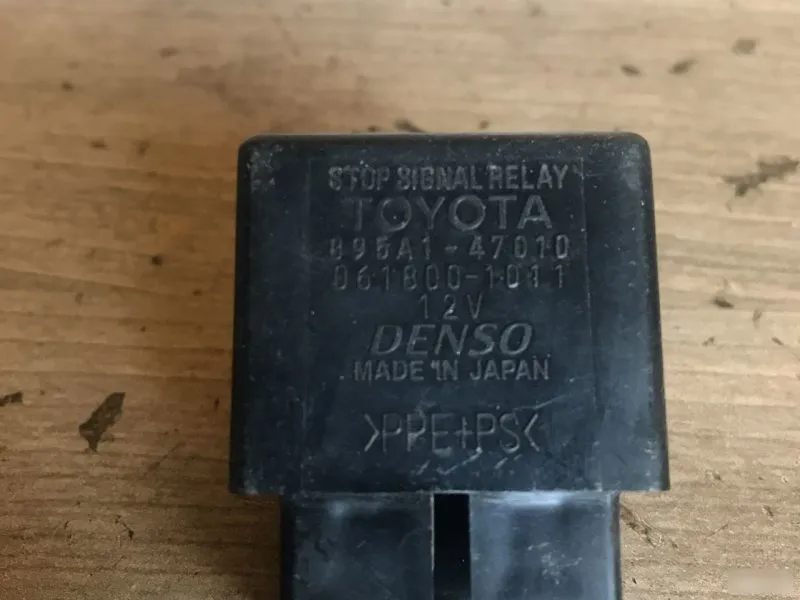 STOP SIGNAL RELAY
TOYOTA
895A1-47010
061800-1011
12V
DENSO
MADE IN JAPAN
>PPE+PS<